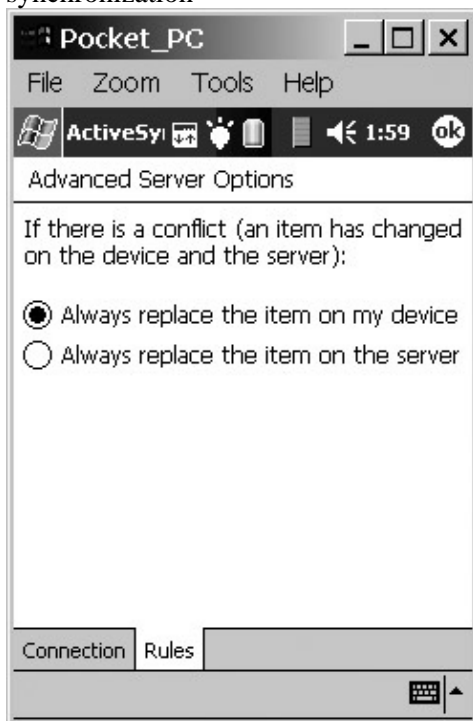 synchronization
Pocket_PC
File Zoom Tools Help
ActiveSy 1:59 ok
Advanced Server Options
If there is a conflict (an item has changed
on the device and the server):
Always replace the item on my device
Always replace the item on the server
Connection Rules